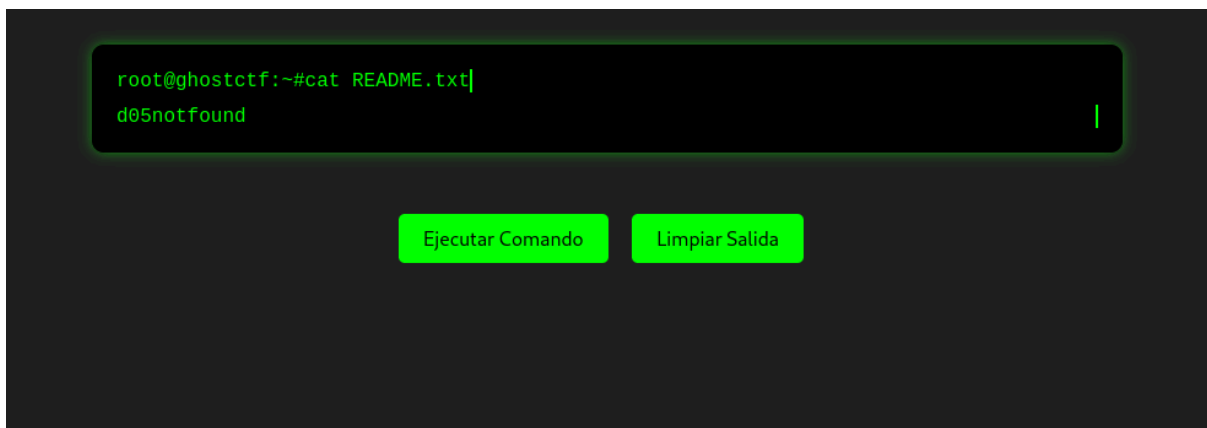 root@ghostctf:~#cat README.txt
d05notfound
Ejecutar Comando
Limpiar Salida